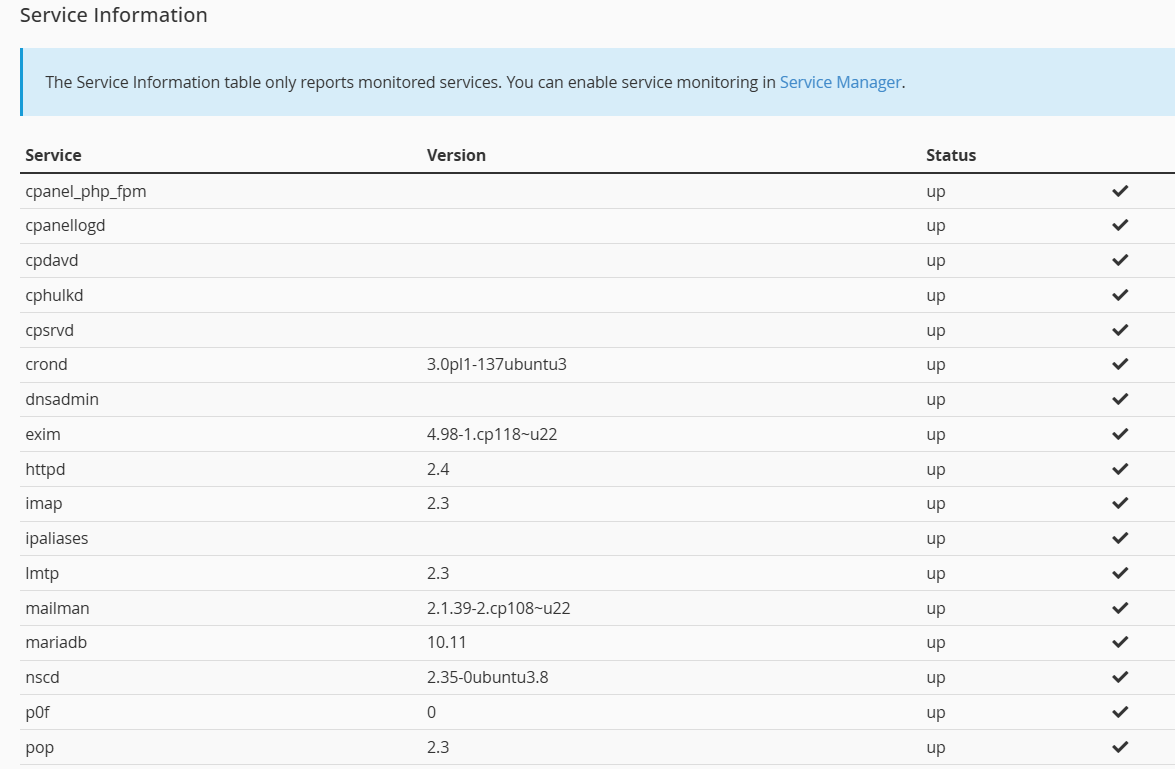 Service Information
The Service Information table only reports monitored services. You can enable service monitoring in Service Manager.
Service Version Status
cpanel_php_fpm up
cpanellogd up
cpdavd up
cphulkd up
cpsrvd up
crond 3.0pl1-137ubuntu3 up
dnsadmin up
exim 4.98-1.cp118~u22 up
httpd 2.4 up
imap 2.3 up
ipaliases up
lmtp 2.3 up
mailman 2.1.39-2.cp108~u22 up
mariadb 10.11 up
nscd 2.35-0ubuntu3.8 up
p0f 0 up
pop 2.3 up